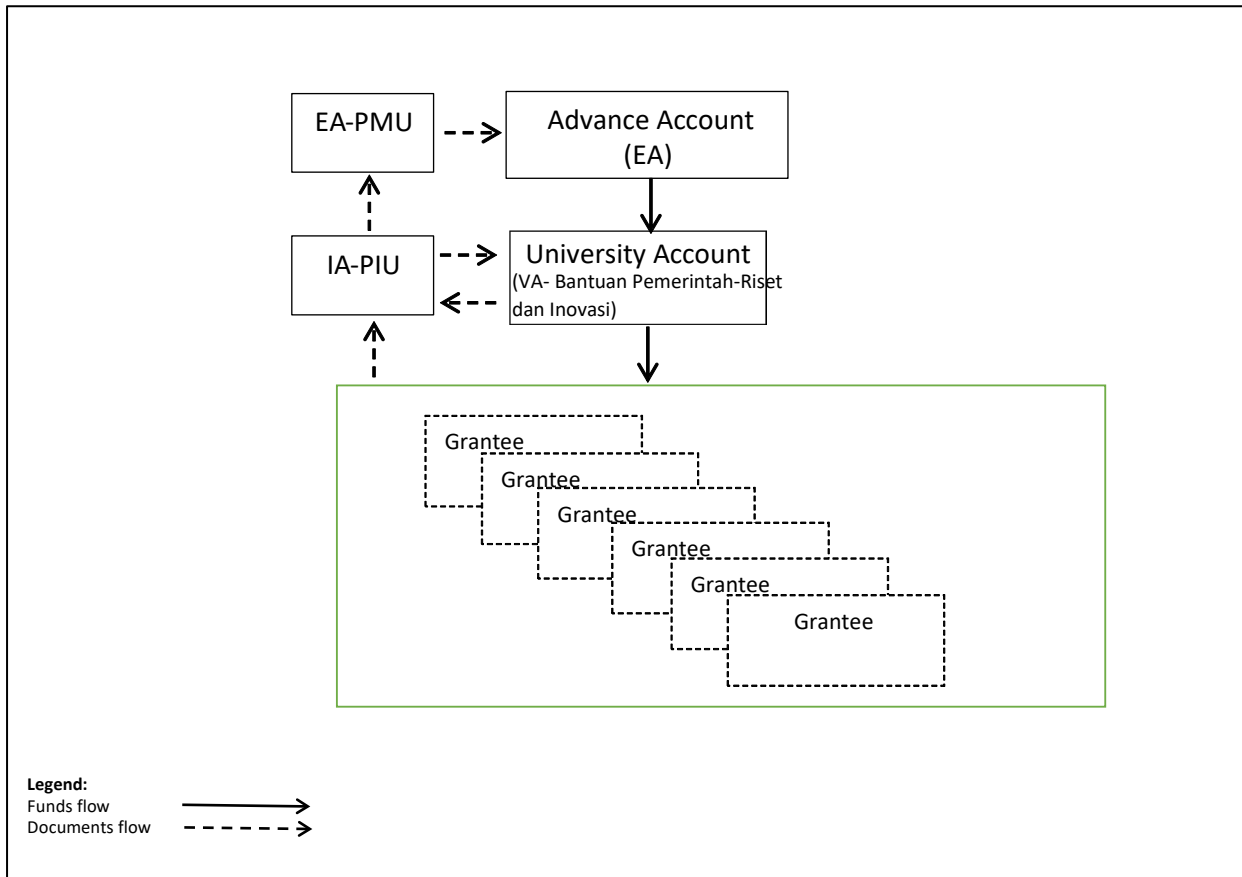 EA-PMU
Advance Account
(EA)
IA-PIU
University Account
(VA- Bantuan Pemerintah-Riset
dan Inovasi)
Grantee
Grantee
Grantee
Grantee
Grantee
Grantee
Legend:
Funds flow
Documents flow